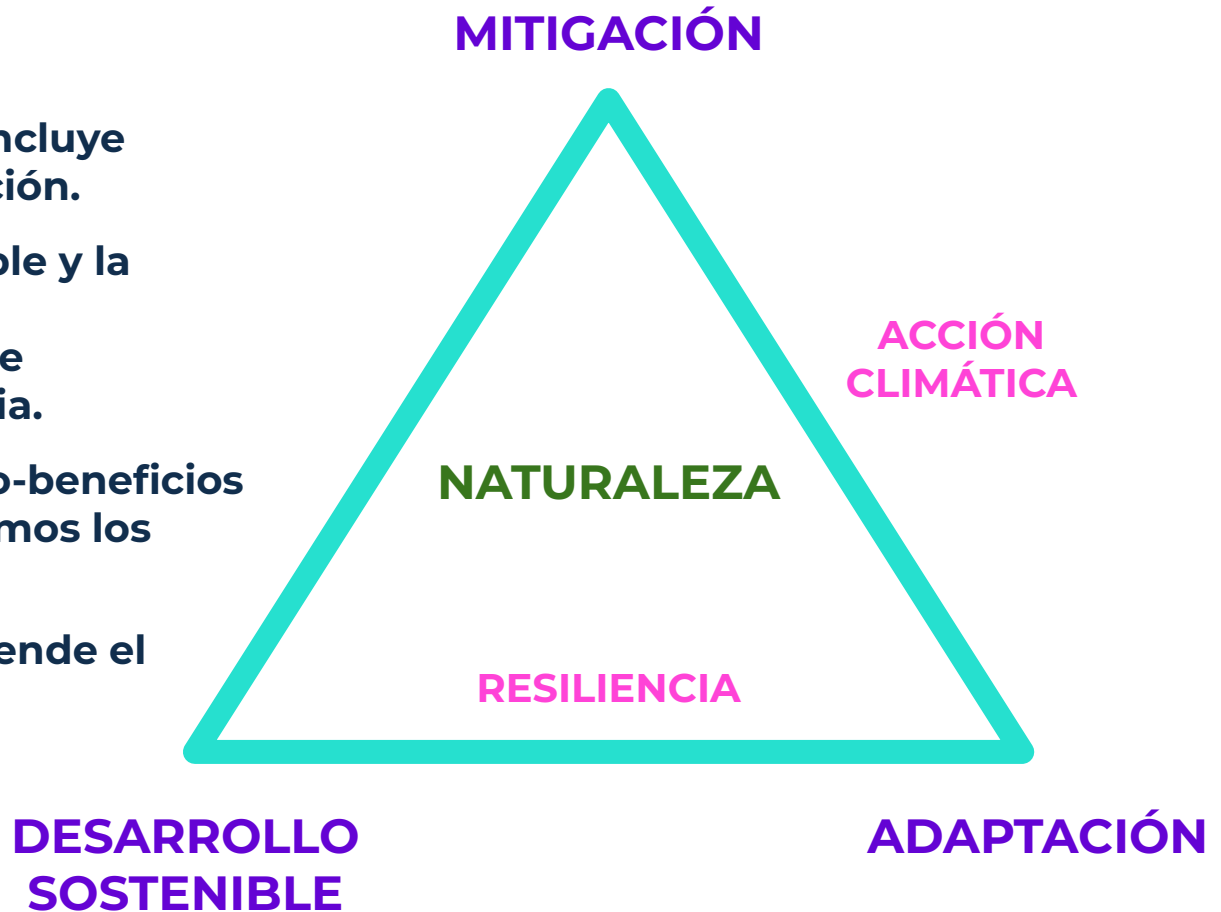 MITIGACIÓN
ncluye
ción.
ble y la
e
ia.
o-beneficios
mos los
ende el
ACCIÓN
CLIMÁTICA
NATURALEZA
RESILIENCIA
DESARROLLO
SOSTENIBLE
ADAPTACIÓN